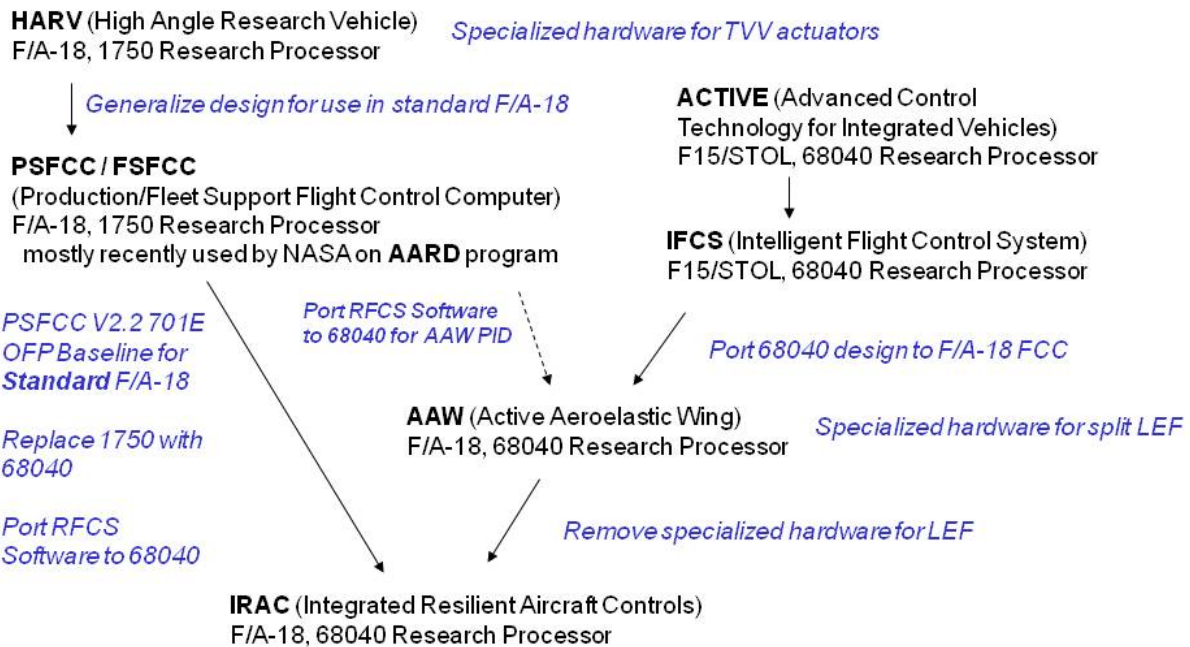 HARV (High Angle Research Vehicle)
F/A-18, 1750 Research Processor
Specialized hardware for TVV actuators
Generalize design for use in standard F/A-18
ACTIVE (Advanced Control
Technology for Integrated Vehicles)
F15/STOL, 68040 Research Processor
PSFCC / FSFCC
(Production/Fleet Support Flight Control Computer)
F/A-18, 1750 Research Processor
mostly recently used by NASA on AARD program
IFCS (Intelligent Flight Control System)
F15/STOL, 68040 Research Processor
PSFCC V2.2 701E
OFP Baseline for
Standard F/A-18
Port RFCS Software
to 68040 for AAW PID
Port 68040 design to F/A-18 FCC
AAW (Active Aeroelastic Wing)
F/A-18, 68040 Research Processor
Specialized hardware for split LEF
Replace 1750 with
68040
Port RFCS
Software to 68040
Remove specialized hardware for LEF
IRAC (Integrated Resilient Aircraft Controls)
F/A-18, 68040 Research Processor